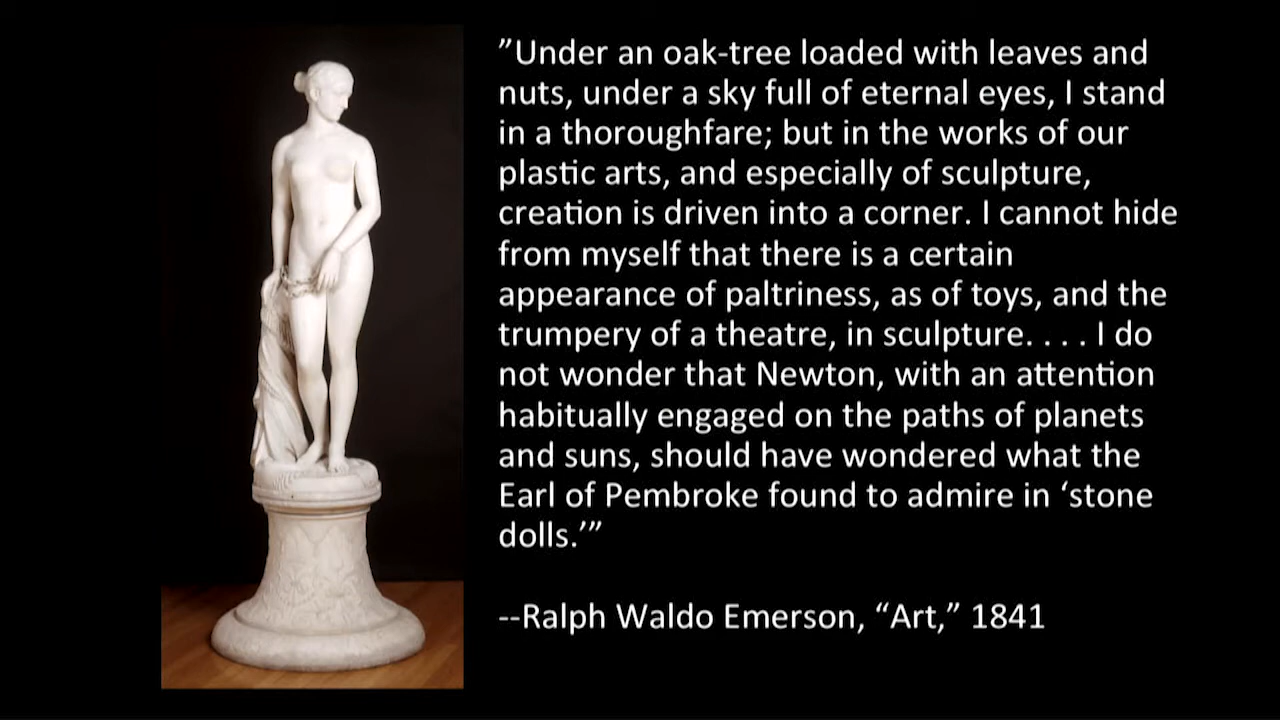 ”Under an oak-tree loaded with leaves and
nuts, under a sky full of eternal eyes, I stand
in a thoroughfare; but in the works of our
plastic arts, and especially of sculpture,
creation is driven into a corner. I cannot hide
from myself that there is a certain
appearance of paltriness, as of toys, and the
trumpery of a theatre, in sculpture. . . . I do
not wonder that Newton, with an attention
habitually engaged on the paths of planets
and suns, should have wondered what the
Earl of Pembroke found to admire in ‘stone
dolls.’”
--Ralph Waldo Emerson, “Art,” 1841